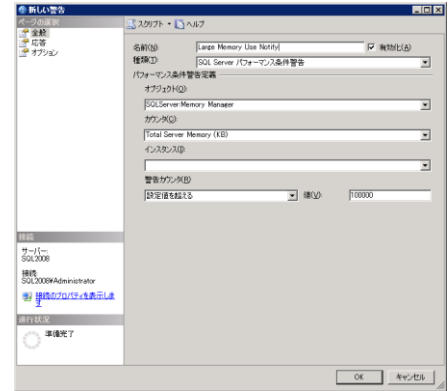 新しい警告
ページの選択
全般
応答
オプション
スクリプト ヘルプ
名前(N): Large Memory Use Notify 有効化(A)
種類(T): SQL Server パフォーマンス条件警告
パフォーマンス条件警告定義
オブジェクト(O):
SQLServer:Memory Manager
カウンタ(C):
Total Server Memory (KB)
インスタンス(I):
警告カウンタ(R):
設定値を超える 値(V): 100000
接続
サーバー:
SQL2008
接続:
SQL2008¥Administrator
接続のプロパティを表示しま
す
進行状況
準備完了
OK キャンセル